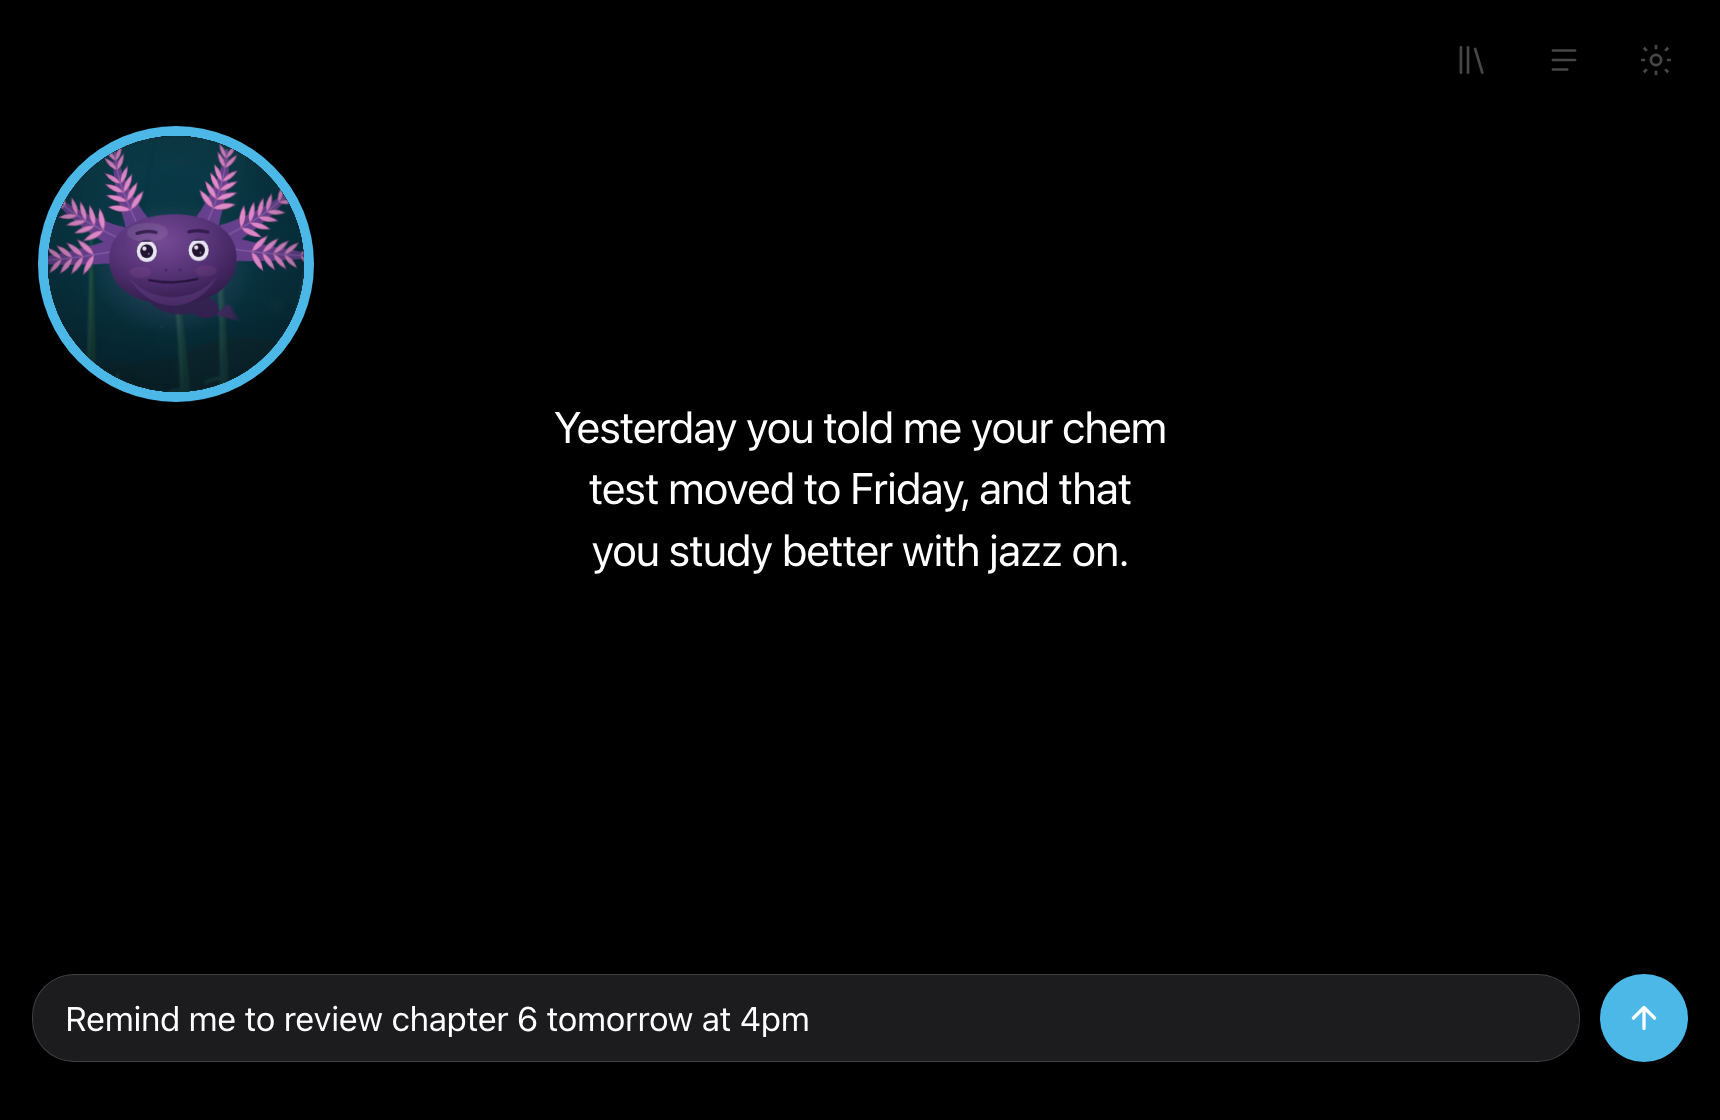 Yesterday you told me your chem
test moved to Friday, and that
you study better with jazz on.
Remind me to review chapter 6 tomorrow at 4pm